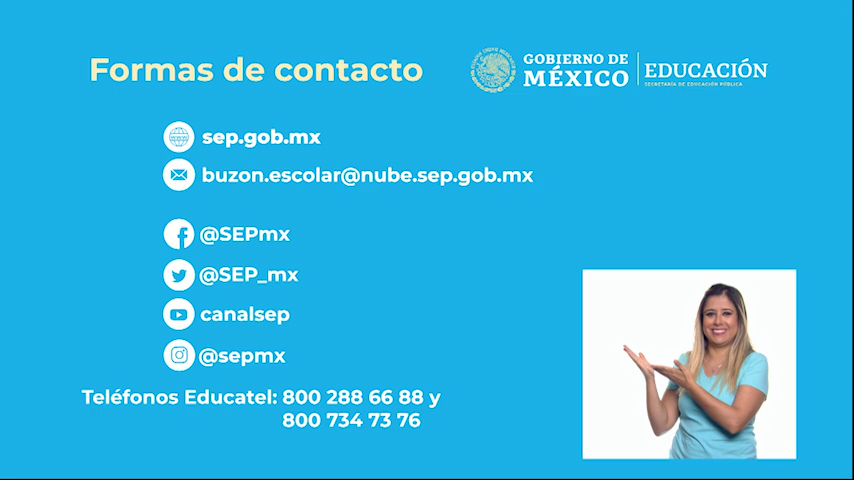 Formas de contacto
GOBIERNO DE
MÉXICO
EDUCACIÓN
SECRETARÍA DE EDUCACIÓN PÚBLICA
sep.gob.mx
buzon.escolar@nube.sep.gob.mx
@SEPmx
@SEP_mx
canalsep
@sepmx
Teléfonos Educatel: 800 288 66 88 y
800 734 73 76